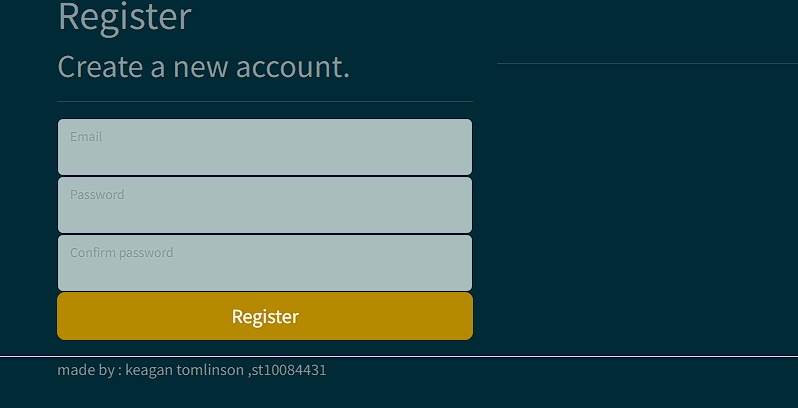 Register
Create a new account.
Email
Password
Confirm password
Register
made by : keagan tomlinson ,st10084431